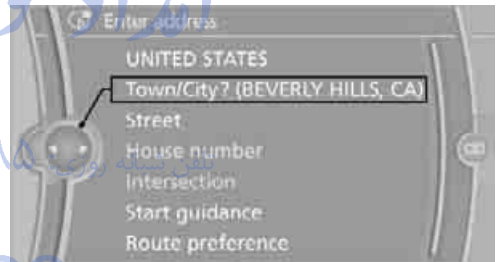 Enter address
UNITED STATES
Town/City? (BEVERLY HILLS, CA)
Street
House number
Intersection
Start guidance
Route preference